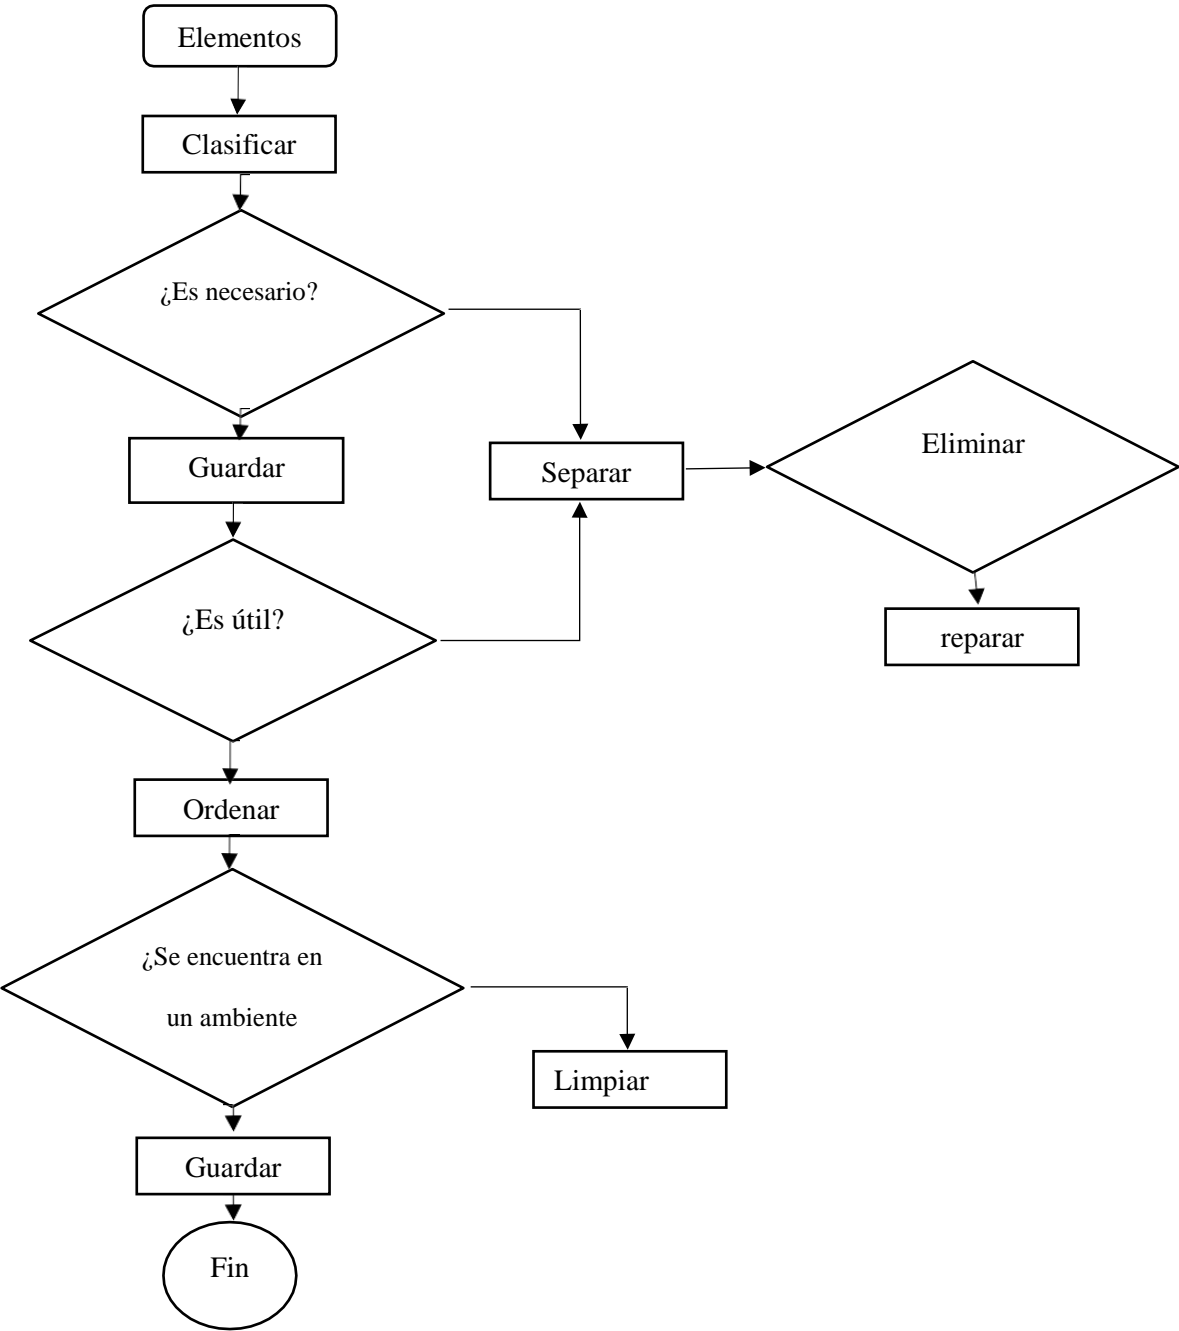 Elementos
Clasificar
¿Es necesario?
Guardar
Separar
Eliminar
¿Es útil?
reparar
Ordenar
¿Se encuentra en
un ambiente
Limpiar
Guardar
Fin